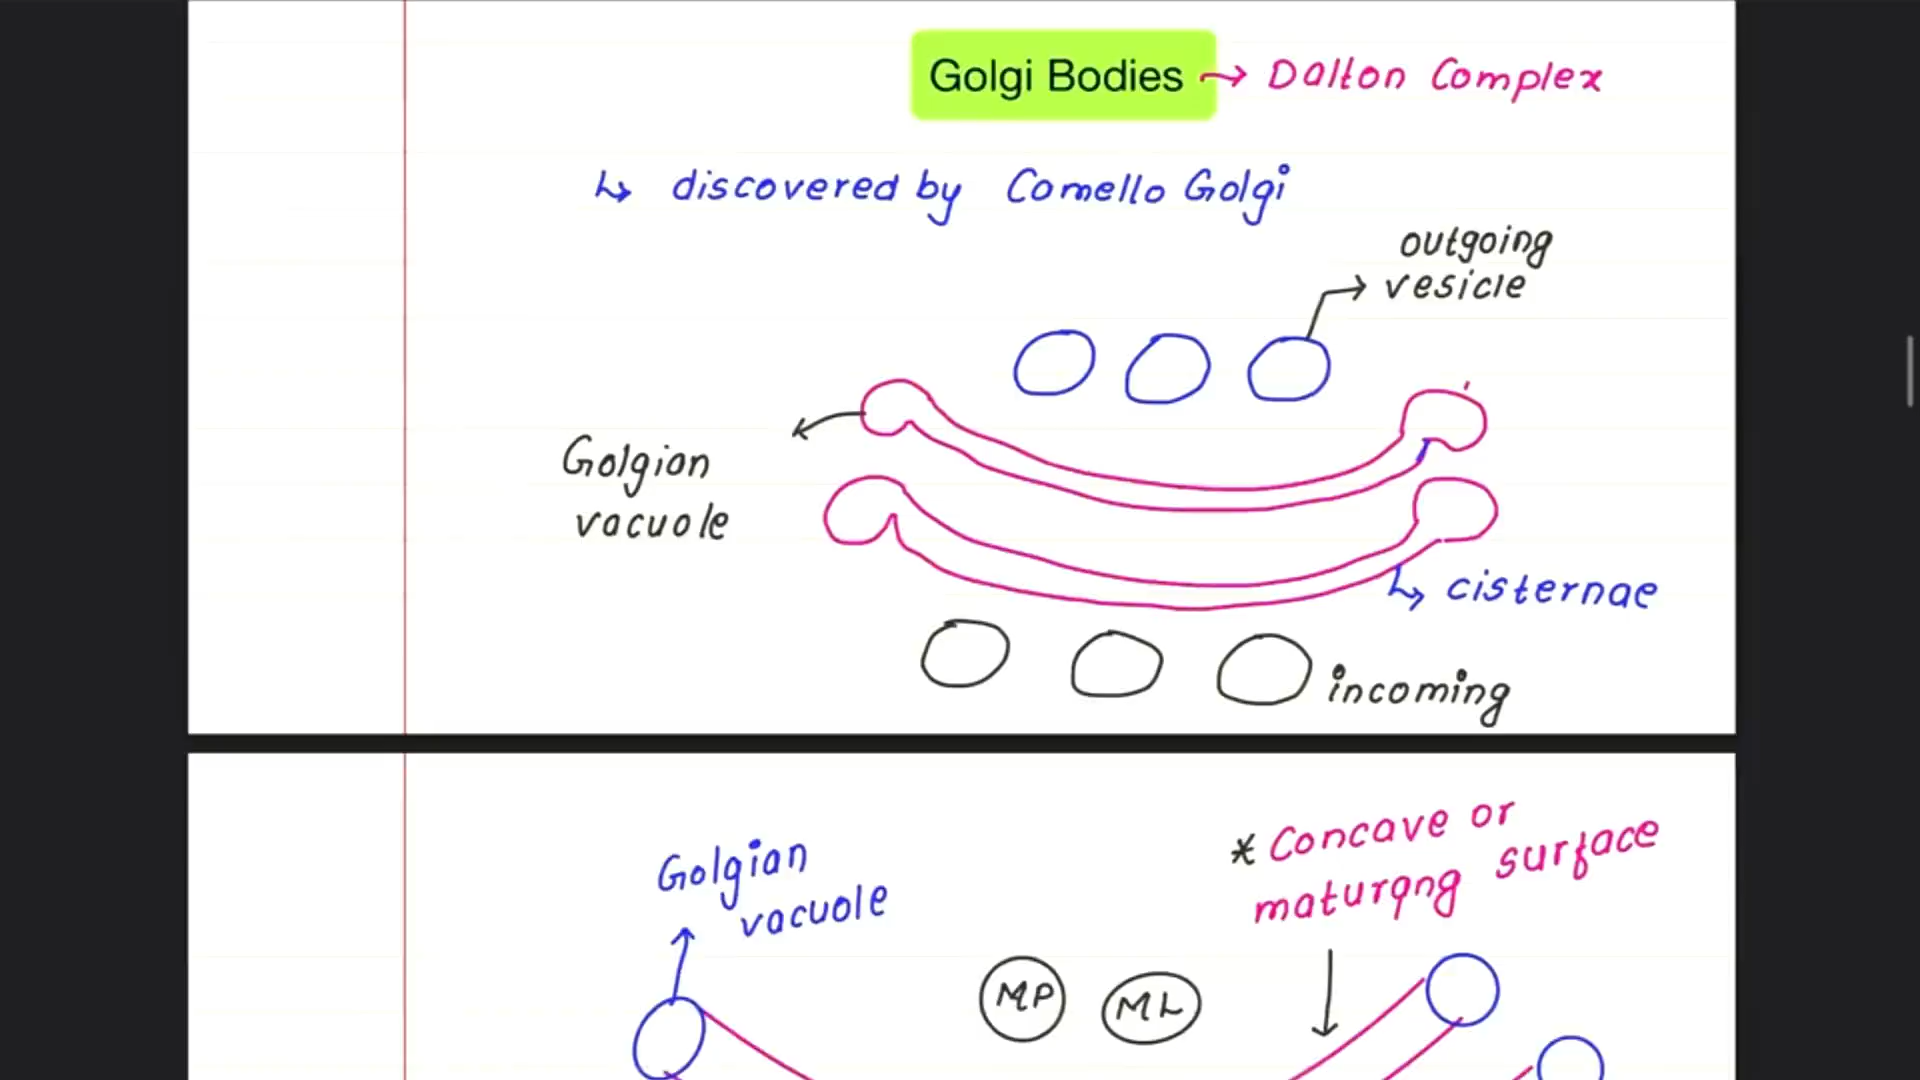 Golgi Bodies → Dalton Complex
↳ discovered by Comello Golgi
outgoing
vesicle
Golgian
vacuole
↳ cisternae
incoming
Golgian
vacuole
* Concave or
maturqng surface
MP ML